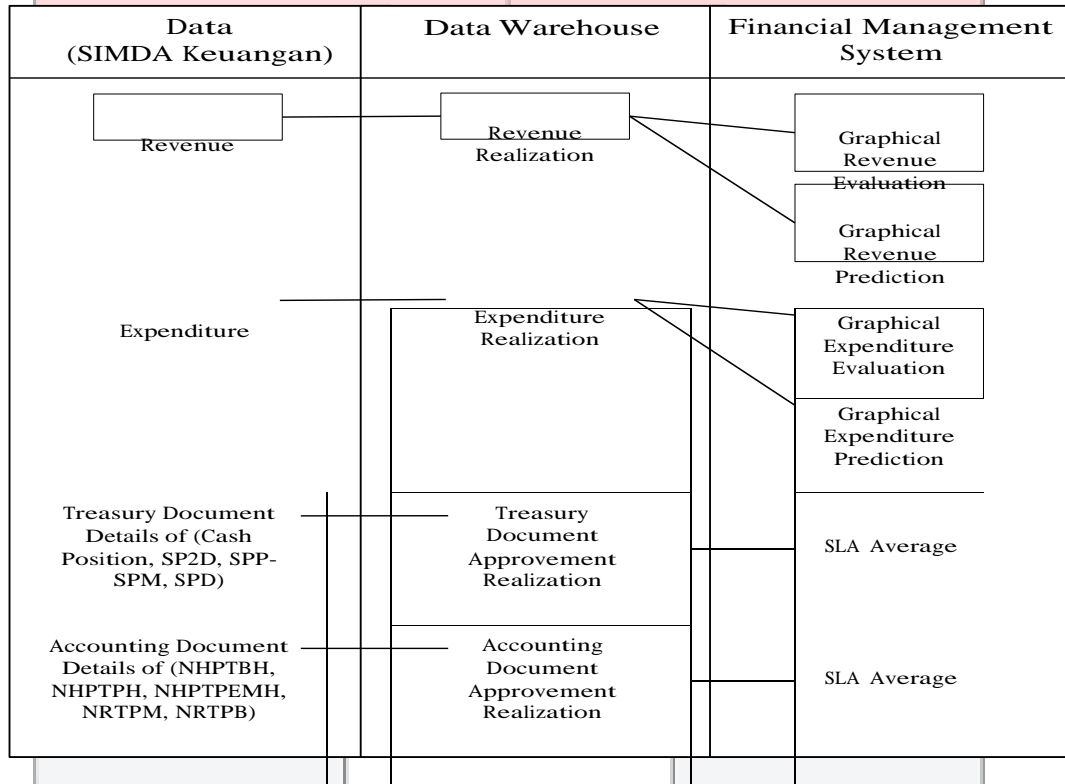 Data
(SIMDA Keuangan)
Data Warehouse
Financial Management
System
Revenue
Revenue
Realization
Graphical
Revenue
Evaluation
Graphical
Revenue
Prediction
Expenditure
Expenditure
Realization
Graphical
Expenditure
Evaluation
Graphical
Expenditure
Prediction
Treasury Document
Details of (Cash
Position, SP2D, SPP-
SPM, SPD)
Treasury
Document
Approvement
Realization
SLA Average
Accounting Document
Details of (NHPTBH,
NHPTPH, NHPTPEMH,
NRTPM, NRTPB)
Accounting
Document
Approvement
Realization
SLA Average